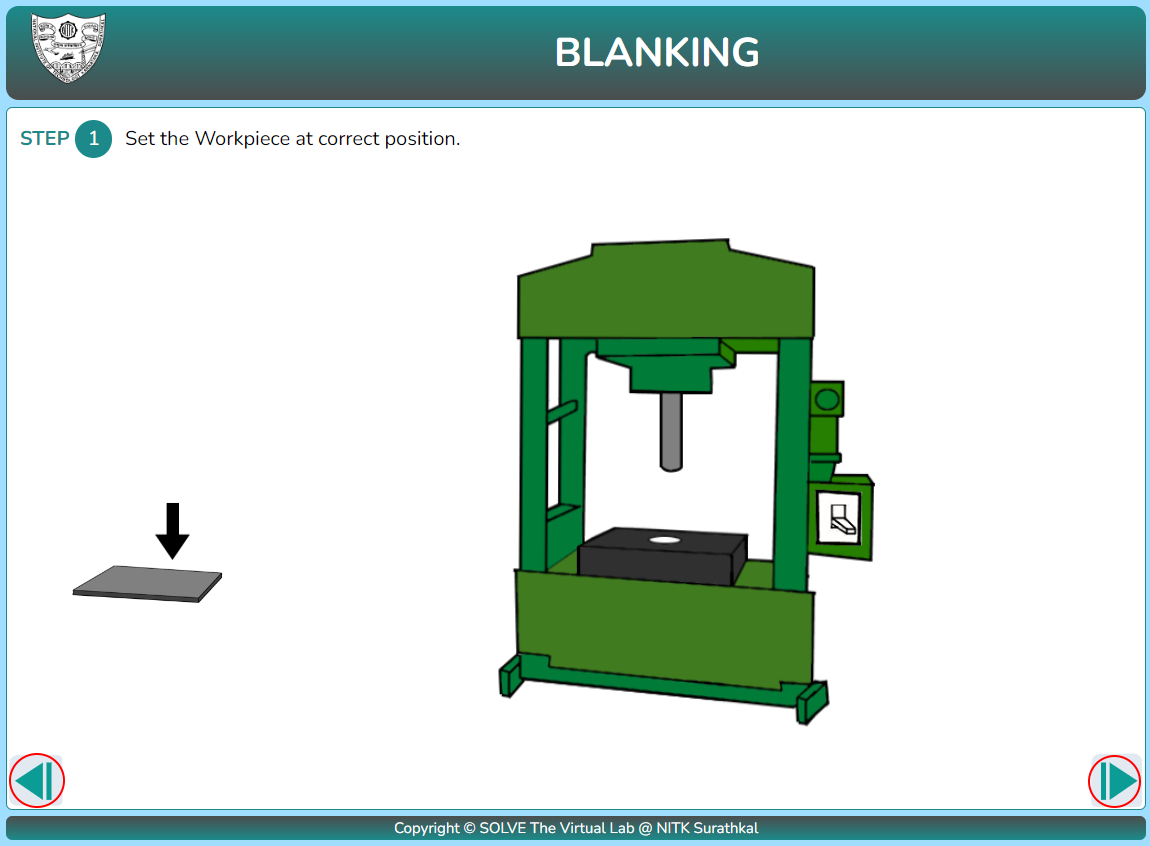 BLANKING
STEP 1 Set the Workpiece at correct position.
Copyright © SOLVE The Virtual Lab @ NITK Surathkal